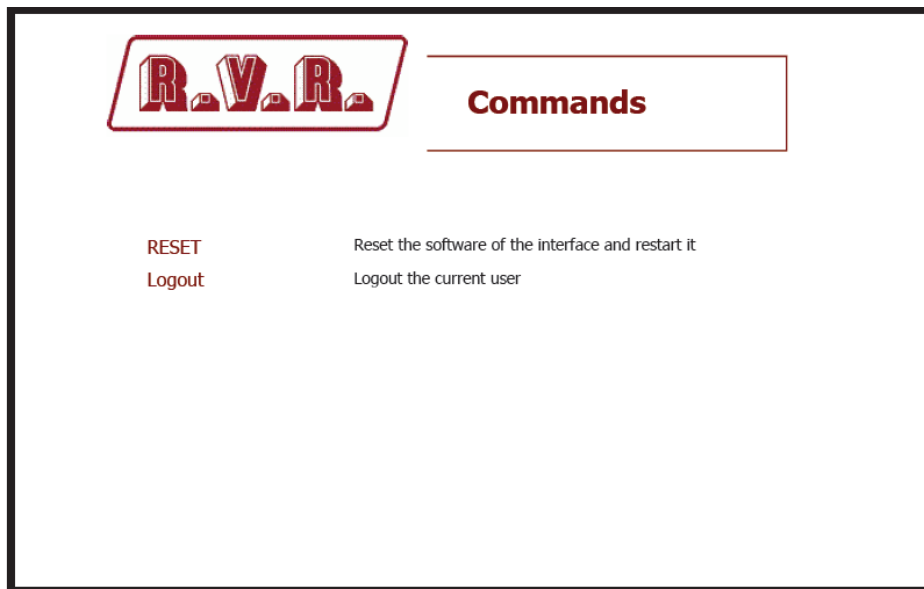 R.V.R.
Commands
RESET Reset the software of the interface and restart it
Logout Logout the current user